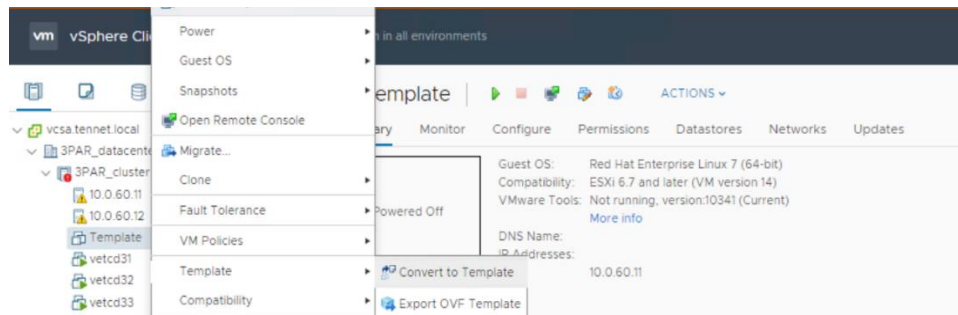 vm vSphere Clie
in all environments
Power
Guest OS
Snapshots
Open Remote Console
Migrate...
Clone
Fault Tolerance
VM Policies
Template
Compatibility
Convert to Template
Export OVF Template
emplate
ACTIONS
ary Monitor Configure Permissions Datastores Networks Updates
vcsa.tennet.local
3PAR_datacente
3PAR_cluster
10.0.60.11
10.0.60.12
Template
vetcd31
vetcd32
vetcd33
Powered Off
Guest OS: Red Hat Enterprise Linux 7 (64-bit)
Compatibility: ESXi 6.7 and later (VM version 14)
VMware Tools: Not running, version:10341 (Current)
More info
DNS Name:
IP Addresses:
10.0.60.11